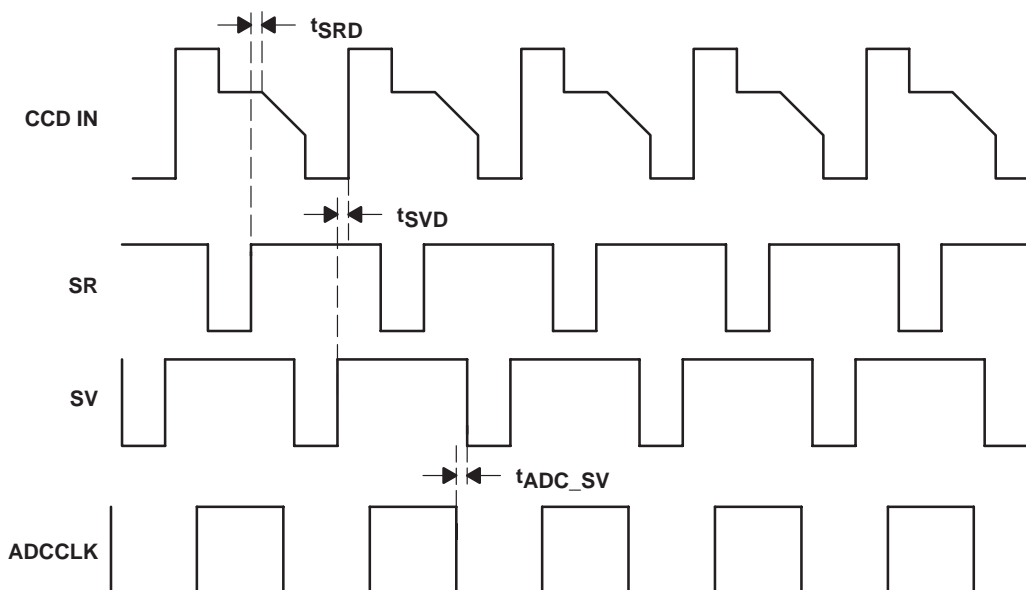 tSRD
CCD IN
tSVD
SR
SV
tADC_SV
ADCCLK